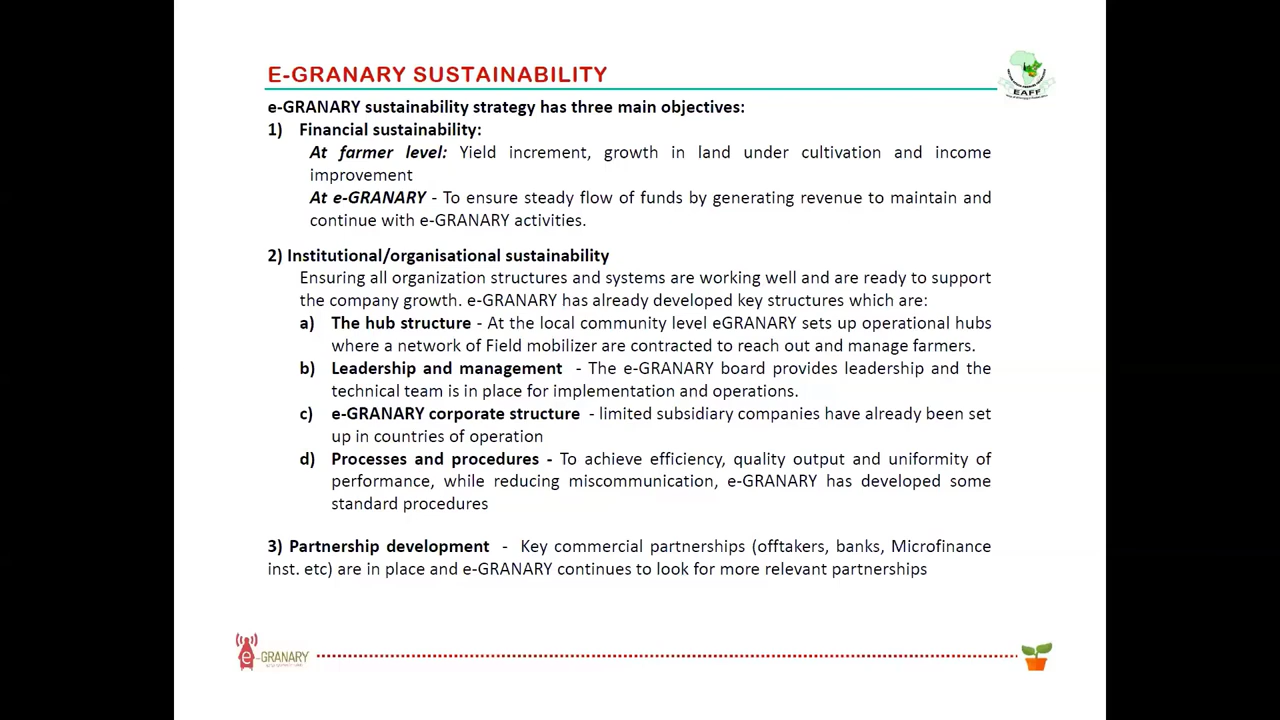 E-GRANARY SUSTAINABILITY
EAFF
e-GRANARY sustainability strategy has three main objectives:
1) Financial sustainability:
At farmer level: Yield increment, growth in land under cultivation and income
improvement
At e-GRANARY - To ensure steady flow of funds by generating revenue to maintain and
continue with e-GRANARY activities.
2) Institutional/organisational sustainability
Ensuring all organization structures and systems are working well and are ready to support
the company growth. e-GRANARY has already developed key structures which are:
a) The hub structure - At the local community level eGRANARY sets up operational hubs
where a network of Field mobilizer are contracted to reach out and manage farmers.
b) Leadership and management - The e-GRANARY board provides leadership and the
technical team is in place for implementation and operations.
c) e-GRANARY corporate structure - limited subsidiary companies have already been set
up in countries of operation
d) Processes and procedures - To achieve efficiency, quality output and uniformity of
performance, while reducing miscommunication, e-GRANARY has developed some
standard procedures
3) Partnership development - Key commercial partnerships (offtakers, banks, Microfinance
inst. etc) are in place and e-GRANARY continues to look for more relevant partnerships
e-GRANARY